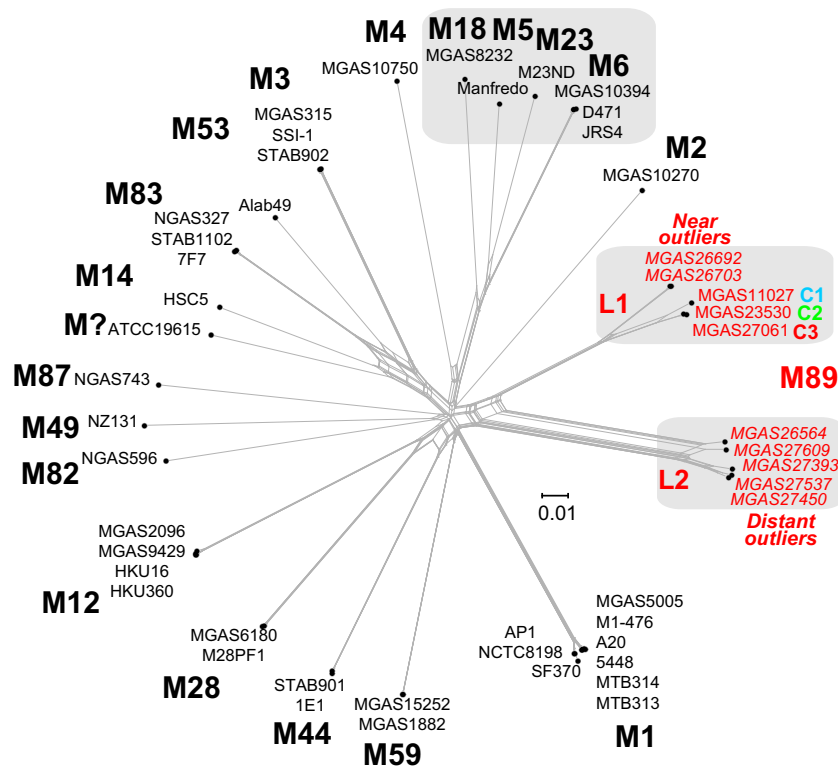 M18 M5
M23
M4
MGAS8232
MGAS10750
M23ND
M6
Manfredo
MGAS10394
D471
JRS4
M3
MGAS315
SSI-1
STAB902
M53
M2
MGAS10270
M83
Alab49
NGAS327
STAB1102
7F7
Near
outliers
MGAS26692
MGAS26703
L1
MGAS11027 C1
MGAS23530 C2
MGAS27061 C3
M14
HSC5
M? ATCC19615
M89
M87 NGAS743
M49 NZ131
M82 NGAS596
MGAS26564
MGAS27609
MGAS27393
L2
MGAS27537
MGAS27450
Distant
outliers
0.01
MGAS2096
MGAS9429
HKU16
HKU360
M12
MGAS6180
M28PF1
M28
STAB901
1E1
M44
MGAS15252
MGAS1882
M59
AP1
NCTC8198
SF370
MGAS5005
M1-476
A20
5448
MTB314
MTB313
M1